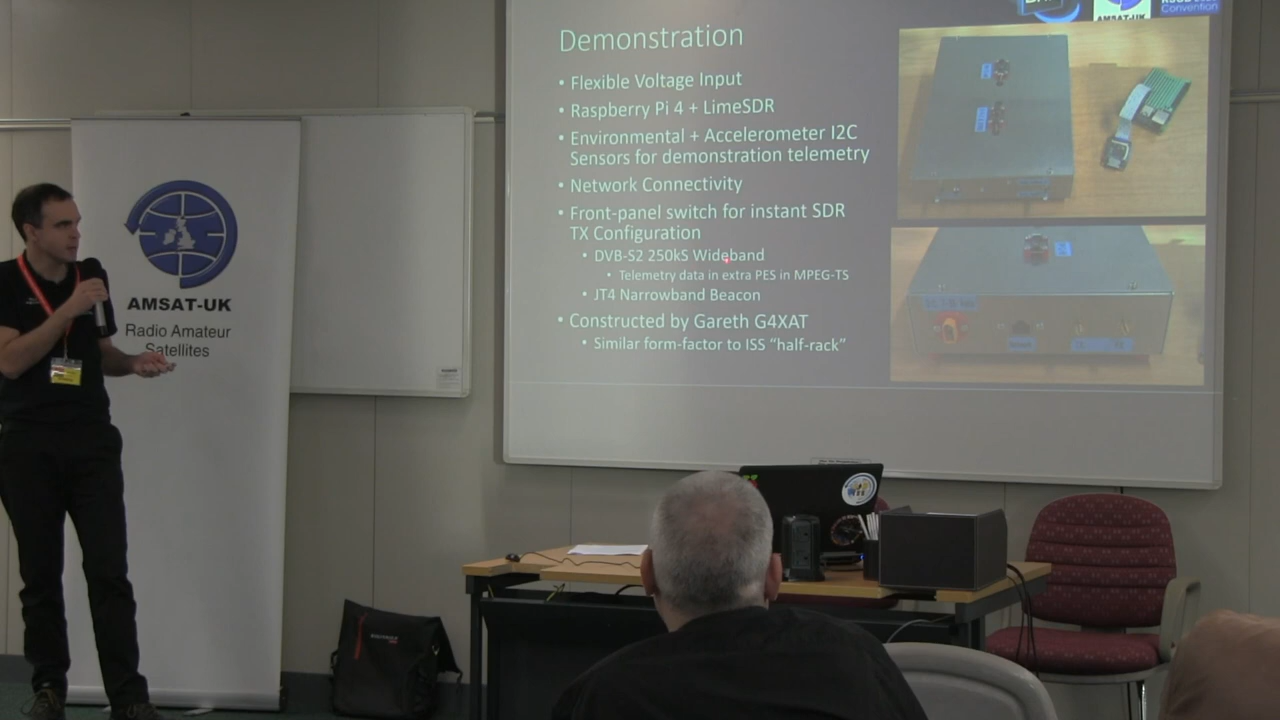 Convention
AMSAT-UK
Demonstration
• Flexible Voltage Input
• Raspberry Pi 4 + LimeSDR
• Environmental + Accelerometer I2C
Sensors for demonstration telemetry
• Network Connectivity
• Front-panel switch for instant SDR
TX Configuration
• DVB-S2 250kS Wideband
• Telemetry data in extra PES in MPEG-TS
• JT4 Narrowband Beacon
• Constructed by Gareth G4XAT
• Similar form-factor to ISS “half-rack”
AMSAT-UK
Radio Amateur
Satellites